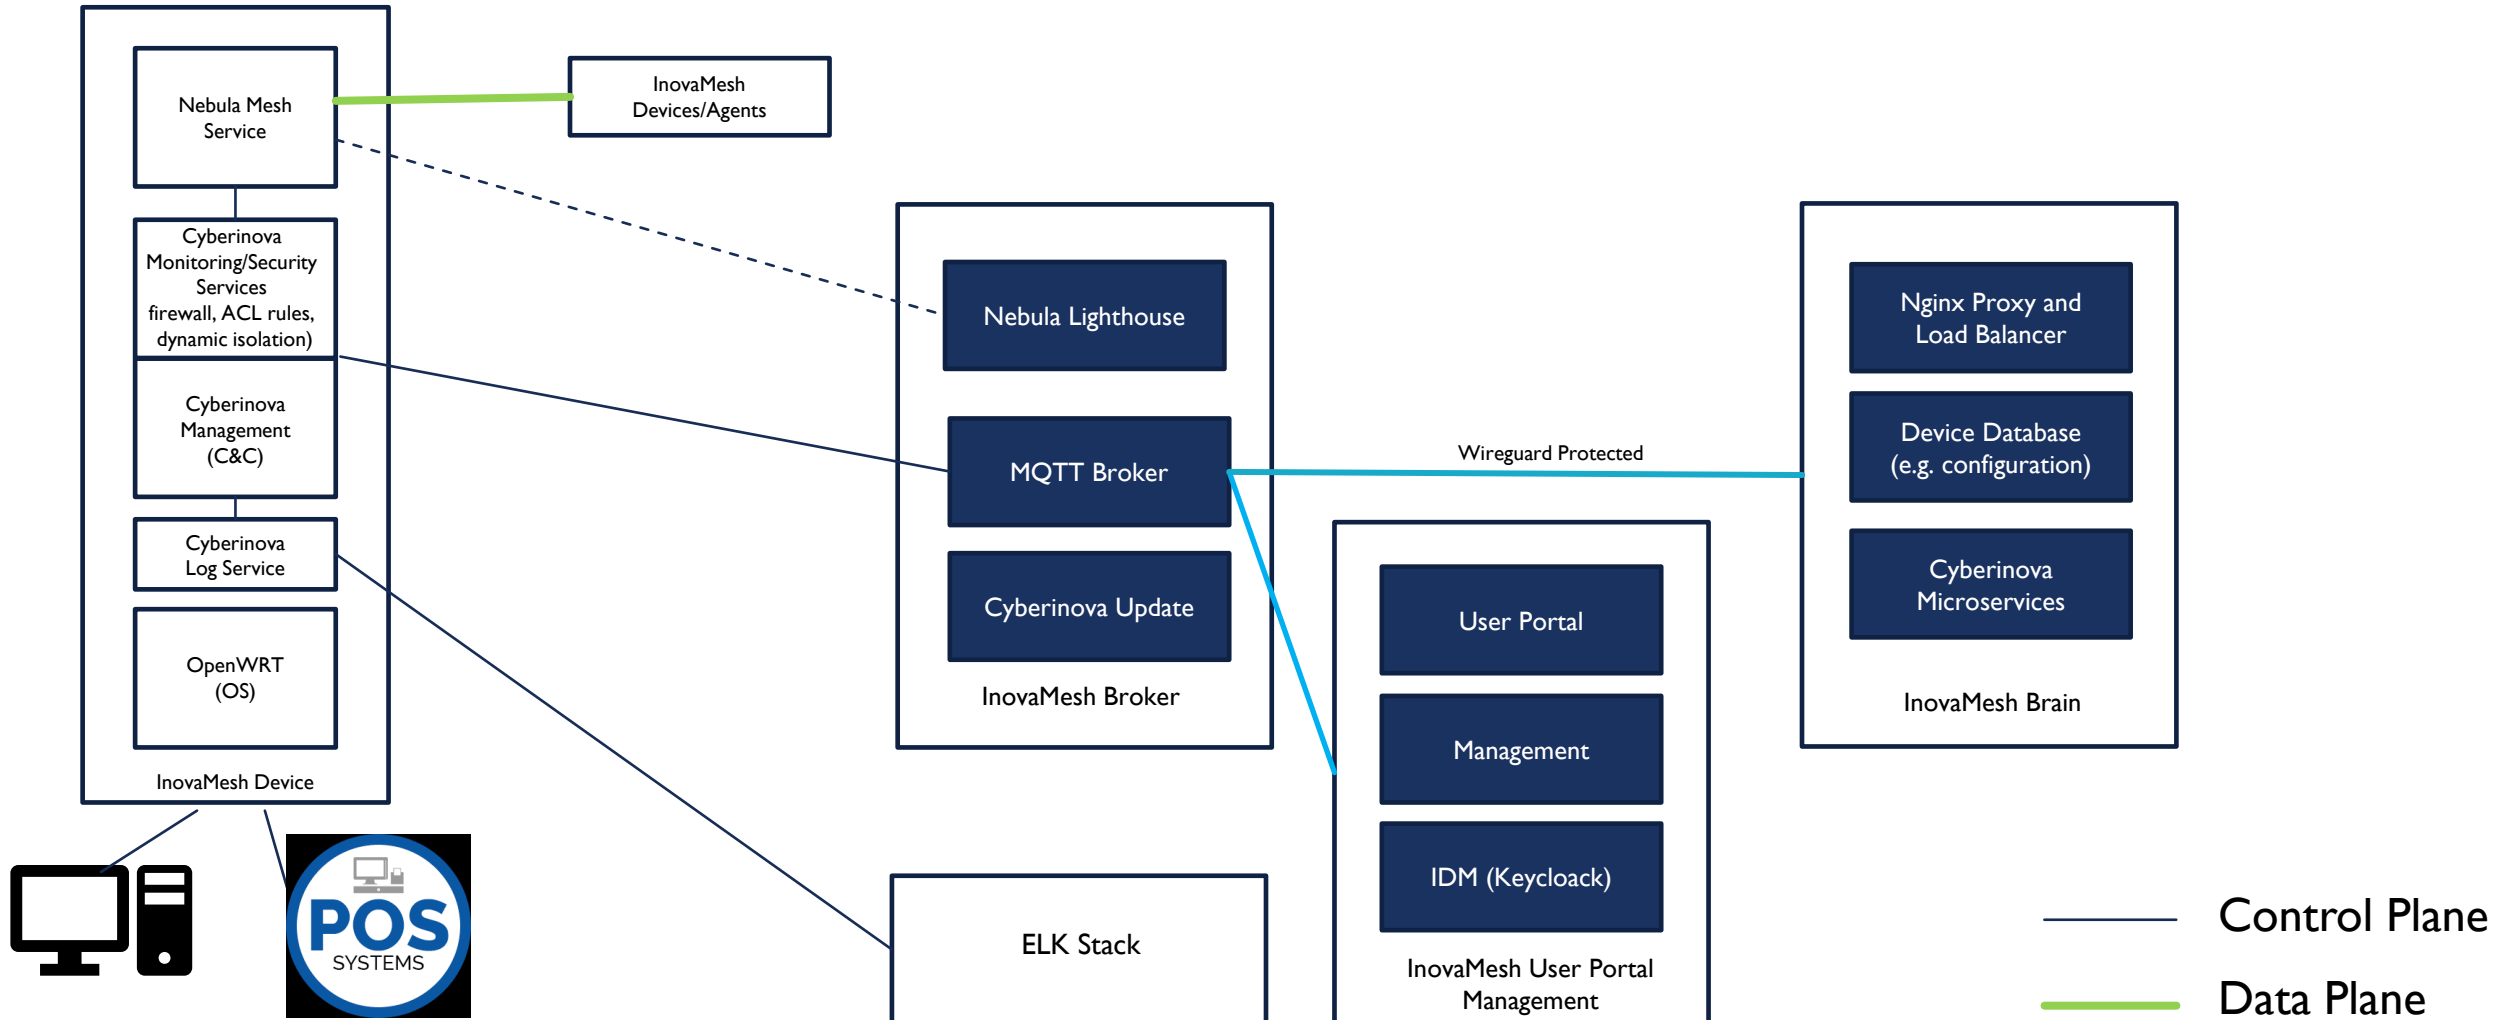 Nebula Mesh
Service
Cyberinova
Monitoring/Security
Services
firewall, ACL rules,
dynamic isolation)
Cyberinova
Management
(C&C)
Cyberinova
Log Service
OpenWRT
(OS)
InovaMesh Device
POS
SYSTEMS
InovaMesh
Devices/Agents
Nebula Lighthouse
MQTT Broker
Cyberinova Update
InovaMesh Broker
ELK Stack
Wireguard Protected
User Portal
Management
IDM (Keycloack)
InovaMesh User Portal
Management
Nginx Proxy and
Load Balancer
Device Database
(e.g. configuration)
Cyberinova
Microservices
InovaMesh Brain
Control Plane
Data Plane